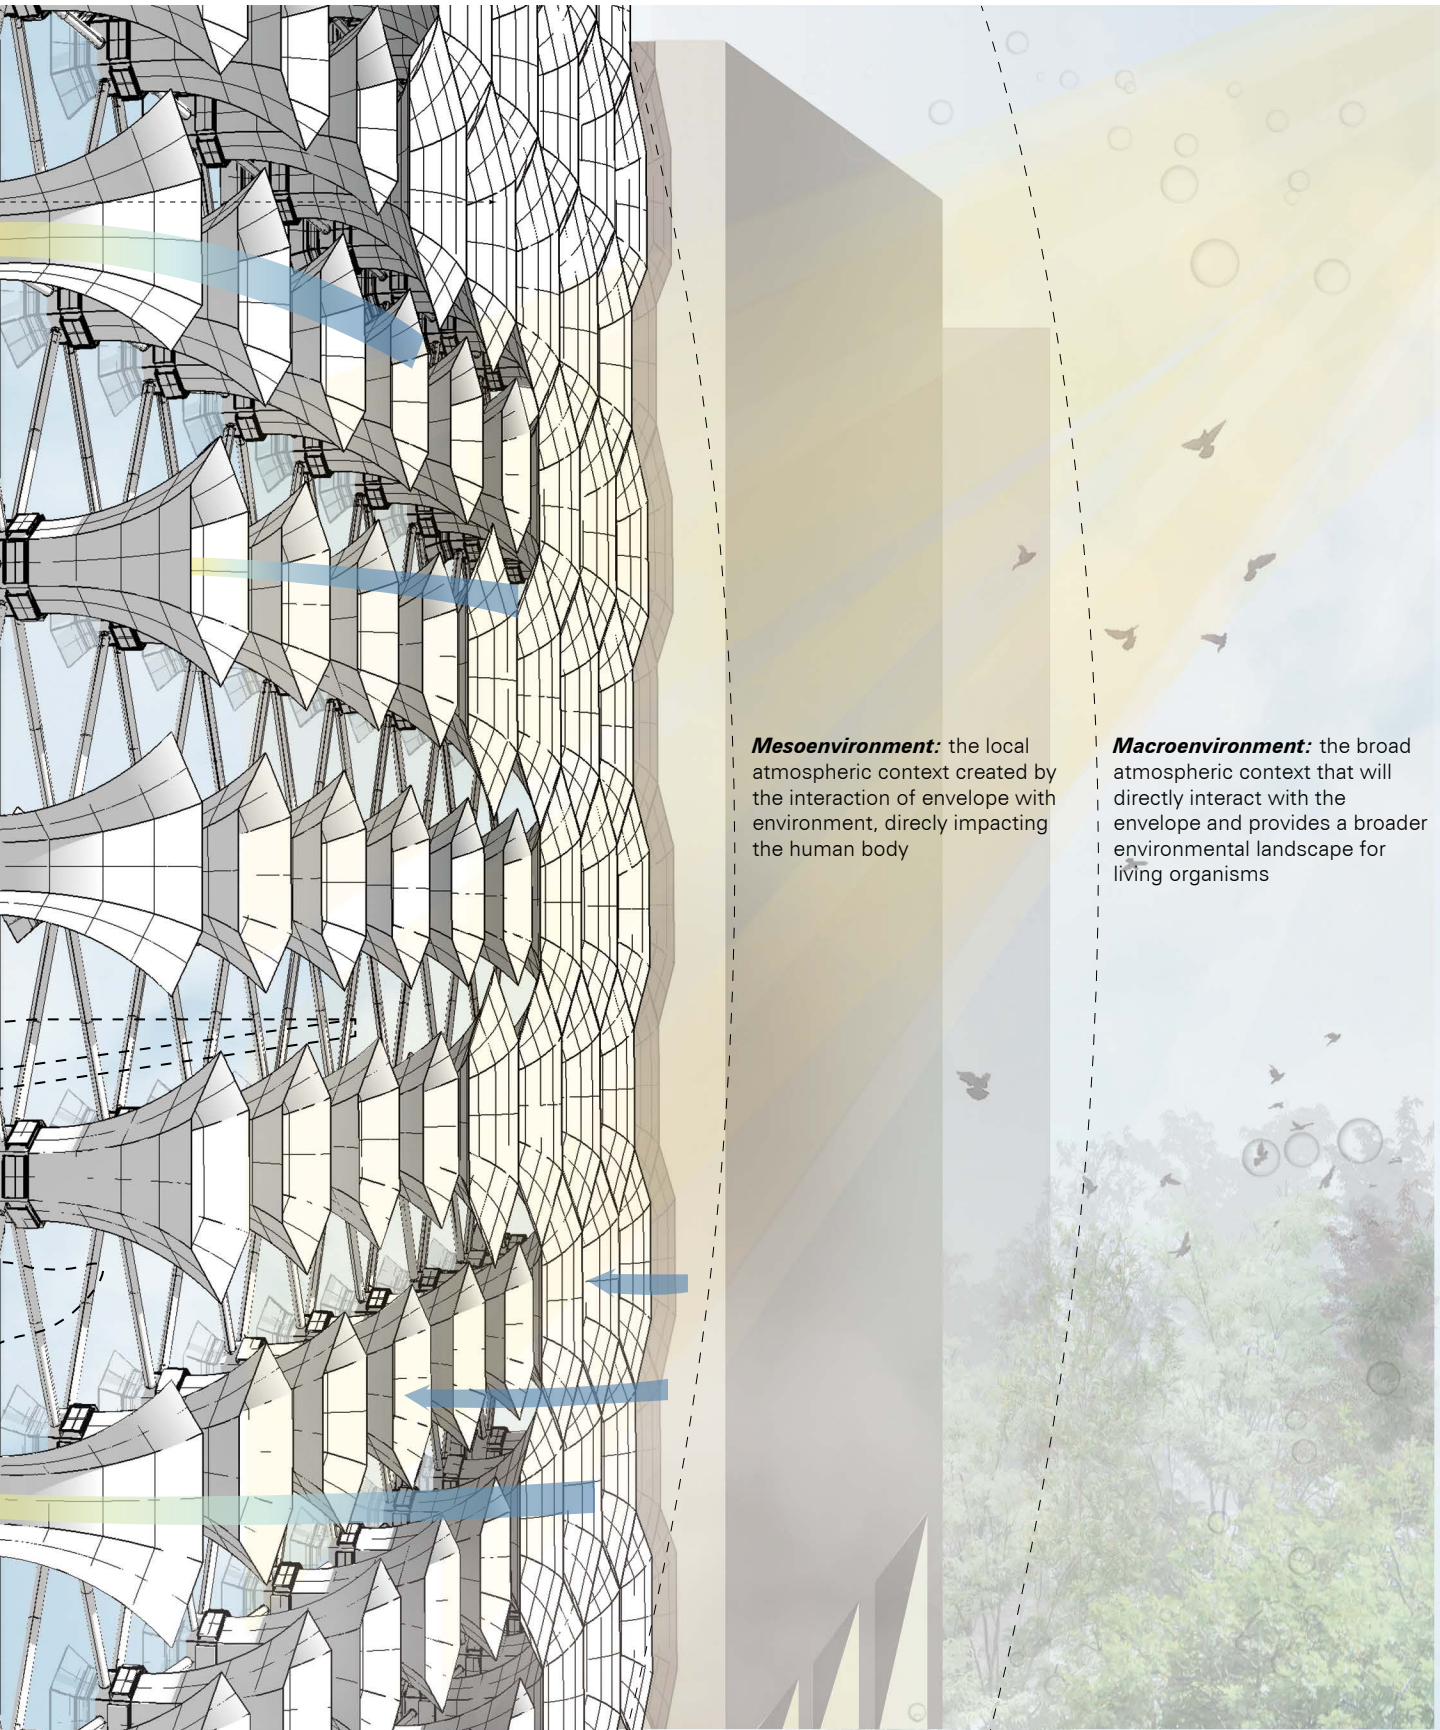 Mesoenvironment: the local
atmospheric context created by
the interaction of envelope with
environment, direcly impacting
the human body
Macroenvironment: the broad
atmospheric context that will
directly interact with the
envelope and provides a broader
environmental landscape for
living organisms